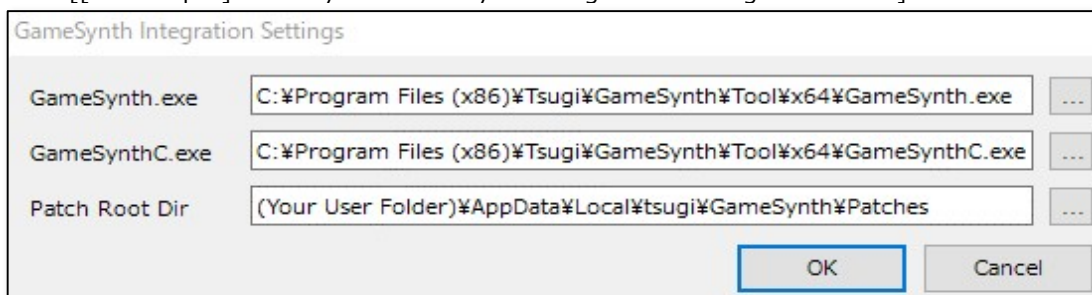 GameSynth Integration Settings
GameSynth.exe C:¥Program Files (x86)¥Tsugi¥GameSynth¥Tool¥x64¥GameSynth.exe ...
GameSynthC.exe C:¥Program Files (x86)¥Tsugi¥GameSynth¥Tool¥x64¥GameSynthC.exe ...
Patch Root Dir (Your User Folder)¥AppData¥Local¥tsugi¥GameSynth¥Patches ...
OK Cancel